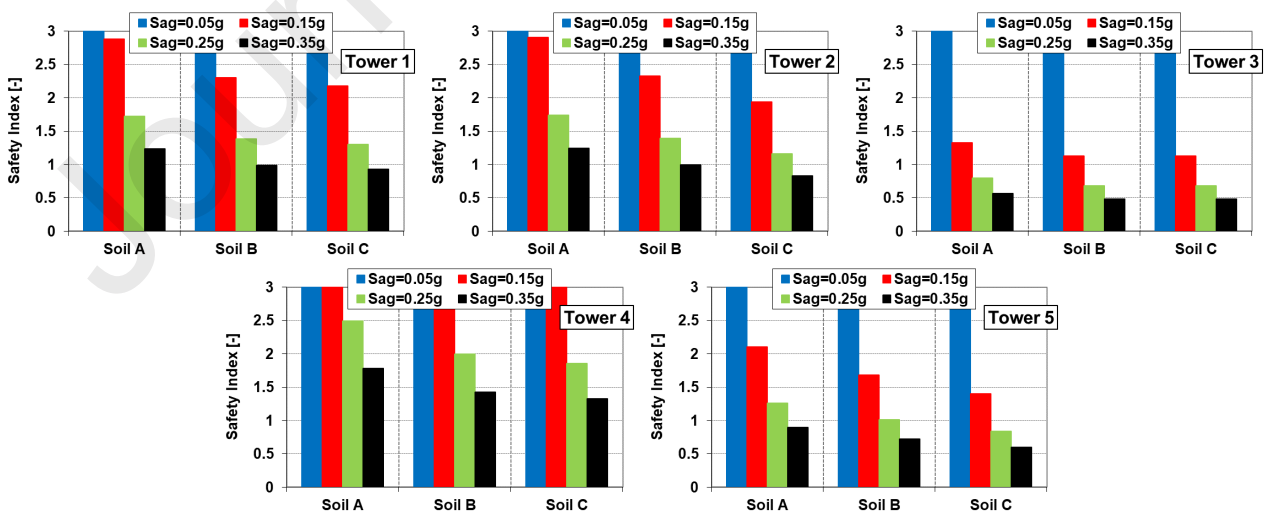 Jour
Sag=0.05g Sag=0.15g
Sag=0.25g Sag=0.35g
Tower 1
Safety Index [-]
3
2.5
2
1.5
1
0.5
0
Soil A Soil B Soil C
Sag=0.05g Sag=0.15g
Sag=0.25g Sag=0.35g
Tower 2
Safety Index [-]
3
2.5
2
1.5
1
0.5
0
Soil A Soil B Soil C
Sag=0.05g Sag=0.15g
Sag=0.25g Sag=0.35g
Tower 3
Safety Index [-]
3
2.5
2
1.5
1
0.5
0
Soil A Soil B Soil C
Sag=0.05g Sag=0.15g
Sag=0.25g Sag=0.35g
Tower 4
Safety Index [-]
3
2.5
2
1.5
1
0.5
0
Soil A Soil B Soil C
Sag=0.05g Sag=0.15g
Sag=0.25g Sag=0.35g
Tower 5
Safety Index [-]
3
2.5
2
1.5
1
0.5
0
Soil A Soil B Soil C